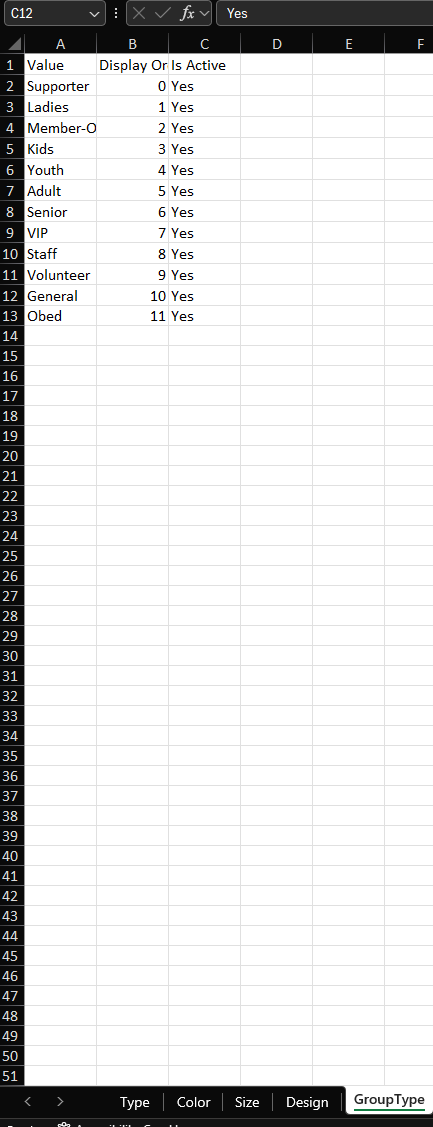 C12 fx Yes
A B C D E F
1 Value Display Or Is Active
2 Supporter 0 Yes
3 Ladies 1 Yes
4 Member-O 2 Yes
5 Kids 3 Yes
6 Youth 4 Yes
7 Adult 5 Yes
8 Senior 6 Yes
9 VIP 7 Yes
10 Staff 8 Yes
11 Volunteer 9 Yes
12 General 10 Yes
13 Obed 11 Yes
14
15
16
17
18
19
20
21
22
23
24
25
26
27
28
29
30
31
32
33
34
35
36
37
38
39
40
41
42
43
44
45
46
47
48
49
50
51
Type Color Size Design GroupType